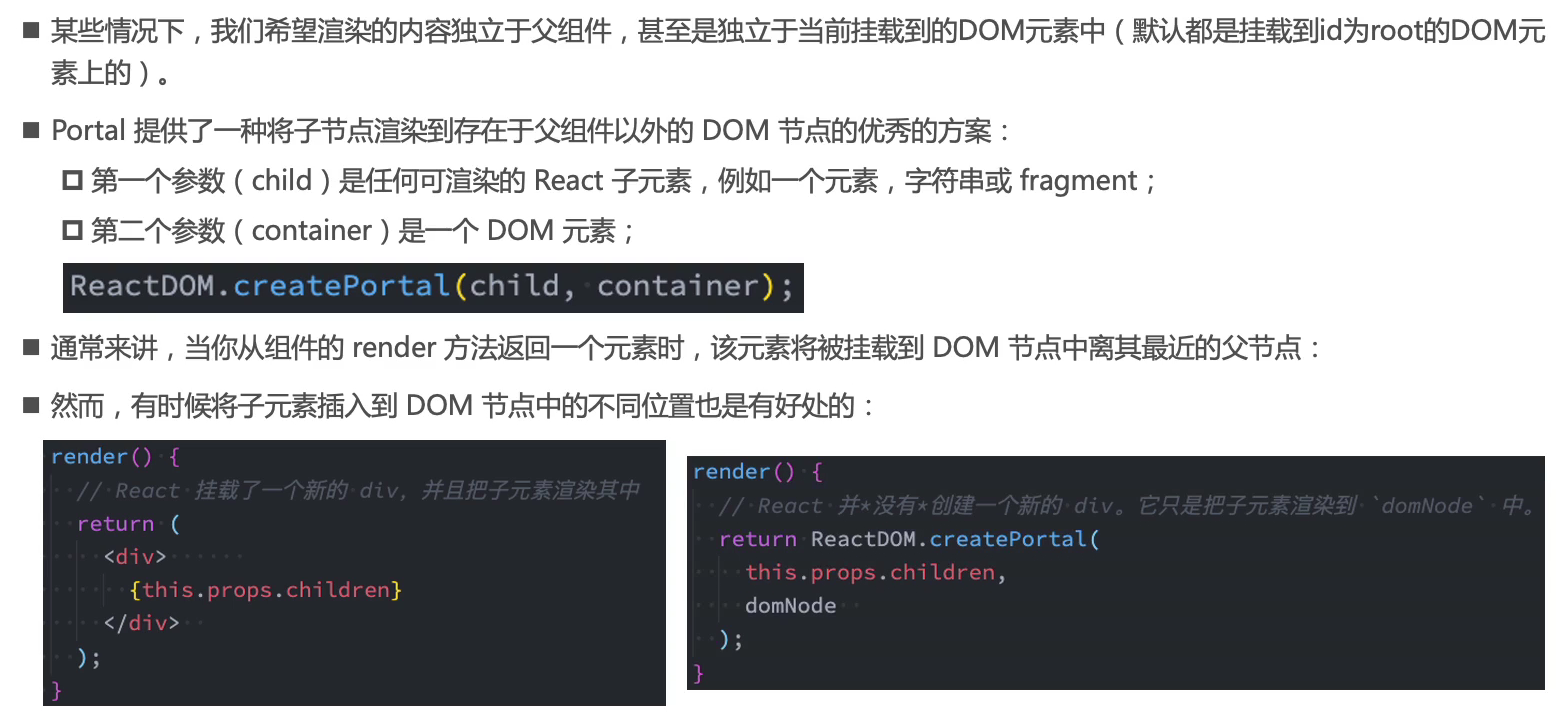 ■ 某些情况下，我们希望渲染的内容独立于父组件，甚至是独立于当前挂载到的DOM元素中（默认都是挂载到id为root的DOM元
素上的）。
■ Portal 提供了一种将子节点渲染到存在于父组件以外的 DOM 节点的优秀的方案：
第一个参数（child）是任何可渲染的 React 子元素，例如一个元素，字符串或 fragment；
第二个参数（container）是一个 DOM 元素；
ReactDOM.createPortal(child, container);
■ 通常来讲，当你从组件的 render 方法返回一个元素时，该元素将被挂载到 DOM 节点中离其最近的父节点：
■ 然而，有时候将子元素插入到 DOM 节点中的不同位置也是有好处的：
render() {
// React 挂载了一个新的 div，并且把子元素渲染其中
return (
<div>
{this.props.children}
</div>
);
}
render() {
// React 并*没有*创建一个新的 div。它只是把子元素渲染到 `domNode` 中。
return ReactDOM.createPortal(
this.props.children,
domNode
);
}